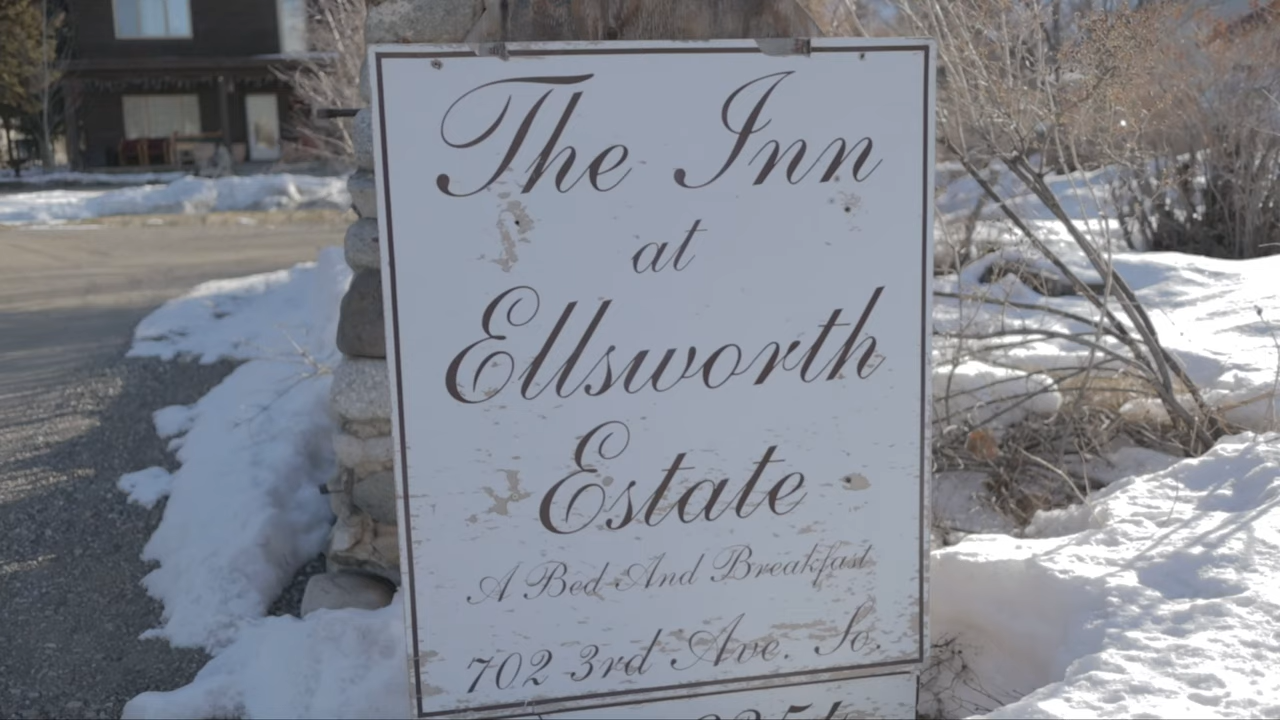 The Inn
at
Ellsworth
Estate
A Bed And Breakfast
702 3rd Ave. So.